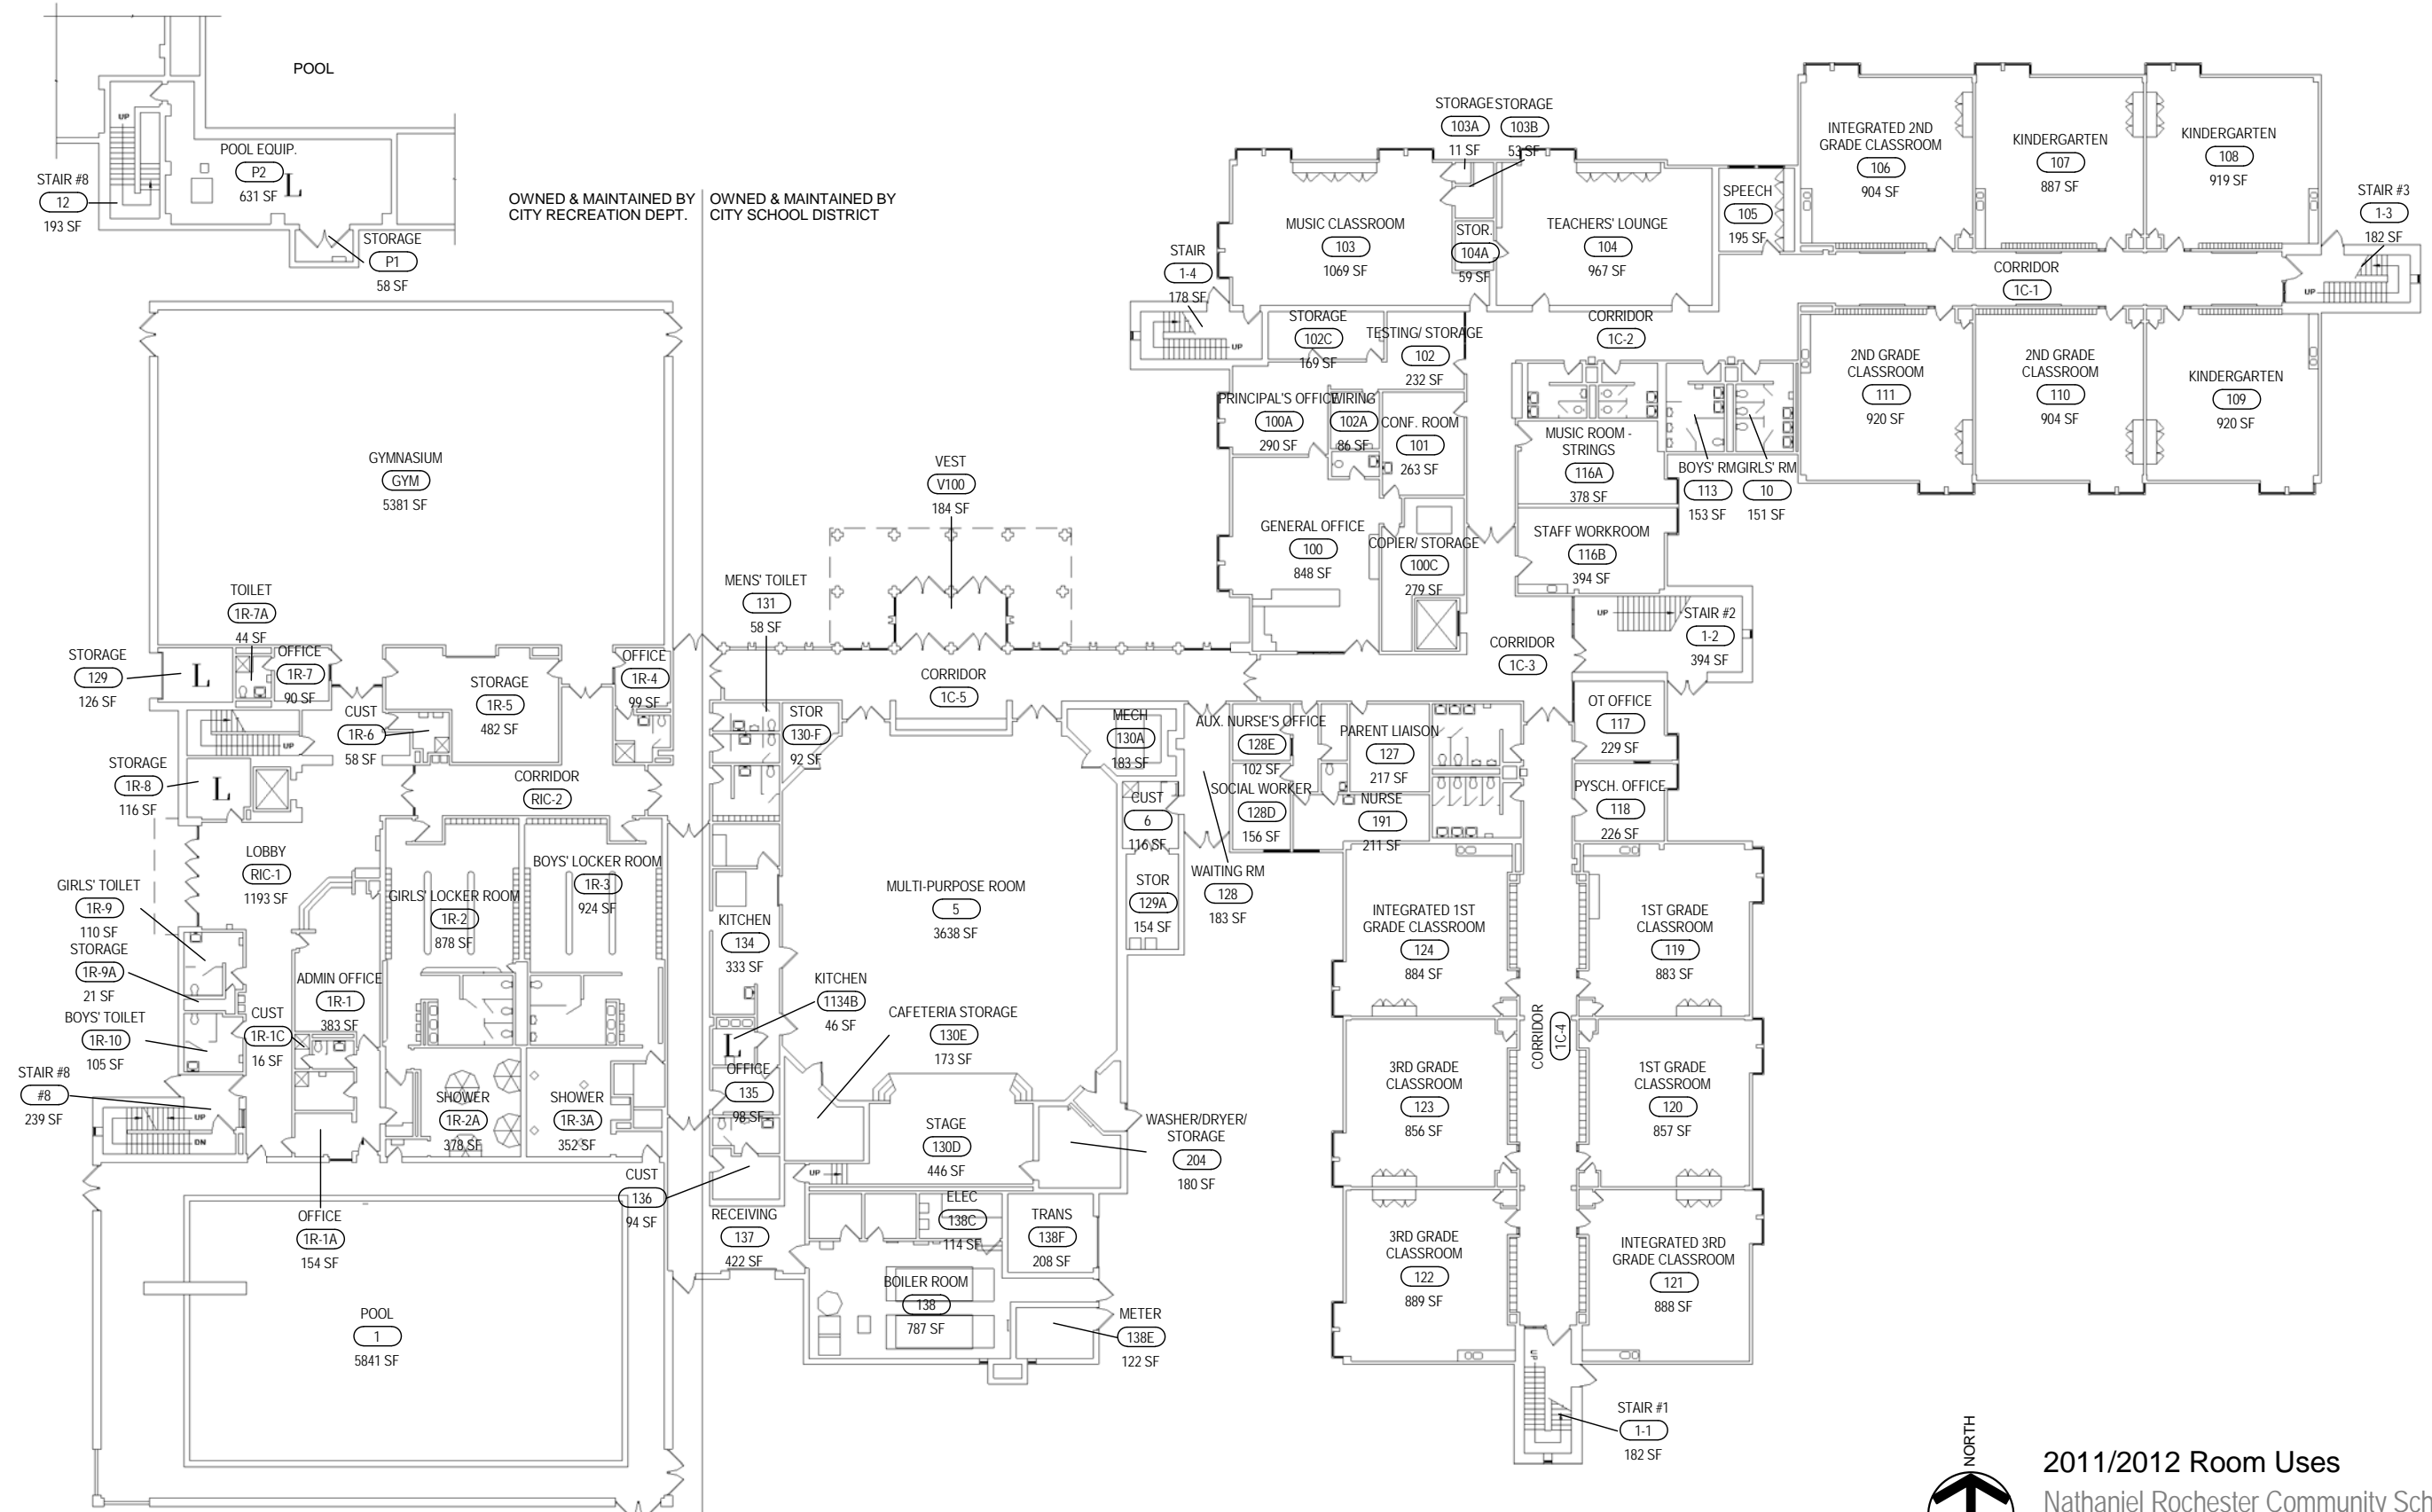 POOL
UP
POOL EQUIP.
P2
631 SF
L
STAIR #8
12
193 SF
STORAGE
P1
58 SF
OWNED & MAINTAINED BY
CITY RECREATION DEPT.
OWNED & MAINTAINED BY
CITY SCHOOL DISTRICT
STORAGE
103A
11 SF
STORAGE
103B
53 SF
MUSIC CLASSROOM
103
1069 SF
STOR.
104A
59 SF
TEACHERS' LOUNGE
104
967 SF
SPEECH
105
195 SF
INTEGRATED 2ND
GRADE CLASSROOM
106
904 SF
KINDERGARTEN
107
887 SF
KINDERGARTEN
108
919 SF
STAIR #3
1-3
182 SF
UP
CORRIDOR
1C-1
STAIR
1-4
178 SF
UP
STORAGE
102C
169 SF
TESTING/ STORAGE
102
232 SF
CORRIDOR
1C-2
2ND GRADE
CLASSROOM
111
920 SF
2ND GRADE
CLASSROOM
110
904 SF
KINDERGARTEN
109
920 SF
PRINCIPAL'S OFFICE
100A
290 SF
WIRING
102A
86 SF
CONF. ROOM
101
263 SF
MUSIC ROOM -
STRINGS
116A
378 SF
BOYS' RM
113
153 SF
GIRLS' RM
10
151 SF
GYMNASIUM
GYM
5381 SF
VEST
V100
184 SF
GENERAL OFFICE
100
848 SF
COPIER/ STORAGE
100C
279 SF
STAFF WORKROOM
116B
394 SF
UP
STAIR #2
1-2
394 SF
TOILET
1R-7A
44 SF
MENS' TOILET
131
58 SF
STORAGE
129
126 SF
L
OFFICE
1R-7
90 SF
STORAGE
1R-5
482 SF
OFFICE
1R-4
99 SF
CORRIDOR
1C-5
CORRIDOR
1C-3
CUST
1R-6
58 SF
UP
STOR
130-F
92 SF
MECH
130A
183 SF
AUX. NURSE'S OFFICE
128E
102 SF
PARENT LIAISON
127
217 SF
OT OFFICE
117
229 SF
STORAGE
1R-8
116 SF
L
CORRIDOR
RIC-2
CUST
6
116 SF
SOCIAL WORKER
128D
156 SF
NURSE
191
211 SF
PYSCH. OFFICE
118
226 SF
LOBBY
RIC-1
1193 SF
GIRLS' LOCKER ROOM
1R-2
878 SF
BOYS' LOCKER ROOM
1R-3
924 SF
GIRLS' TOILET
1R-9
110 SF
STORAGE
1R-9A
21 SF
BOYS' TOILET
1R-10
105 SF
KITCHEN
134
333 SF
MULTI-PURPOSE ROOM
5
3638 SF
STOR
129A
154 SF
WAITING RM
128
183 SF
INTEGRATED 1ST
GRADE CLASSROOM
124
884 SF
1ST GRADE
CLASSROOM
119
883 SF
ADMIN OFFICE
1R-1
383 SF
CUST
1R-1C
16 SF
KITCHEN
1134B
46 SF
L
CAFETERIA STORAGE
130E
173 SF
CORRIDOR
1C-4
STAIR #8
#8
239 SF
UP
DN
SHOWER
1R-2A
378 SF
SHOWER
1R-3A
352 SF
OFFICE
135
98 SF
STAGE
130D
446 SF
UP
WASHER/DRYER/
STORAGE
204
180 SF
3RD GRADE
CLASSROOM
123
856 SF
1ST GRADE
CLASSROOM
120
857 SF
OFFICE
1R-1A
154 SF
CUST
136
94 SF
RECEIVING
137
422 SF
ELEC
138C
114 SF
TRANS
138F
208 SF
3RD GRADE
CLASSROOM
122
889 SF
INTEGRATED 3RD
GRADE CLASSROOM
121
888 SF
POOL
1
5841 SF
BOILER ROOM
138
787 SF
METER
138E
122 SF
UP
STAIR #1
1-1
182 SF
NORTH
2011/2012 Room Uses
Nathaniel Rochester Community Sch